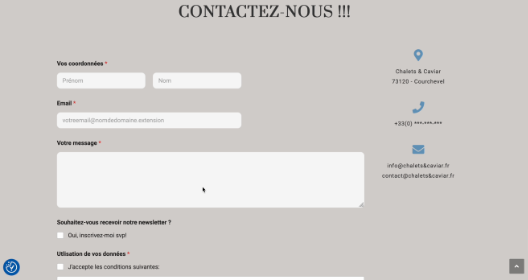 CONTACTEZ-NOUS !!!
Vos coordonnées *
Prénom
Nom
Email *
votreemail@nomdedomaine.extension
Votre message *
Souhaitez-vous recevoir notre newsletter ?
Oui, inscrivez-moi svp!
Utilisation de vos données *
J'accepte les conditions suivantes:
Chalets & Caviar
73120 - Courchevel
+33(0) ***-***-***
info@chalets&caviar.fr
contact@chalets&caviar.fr